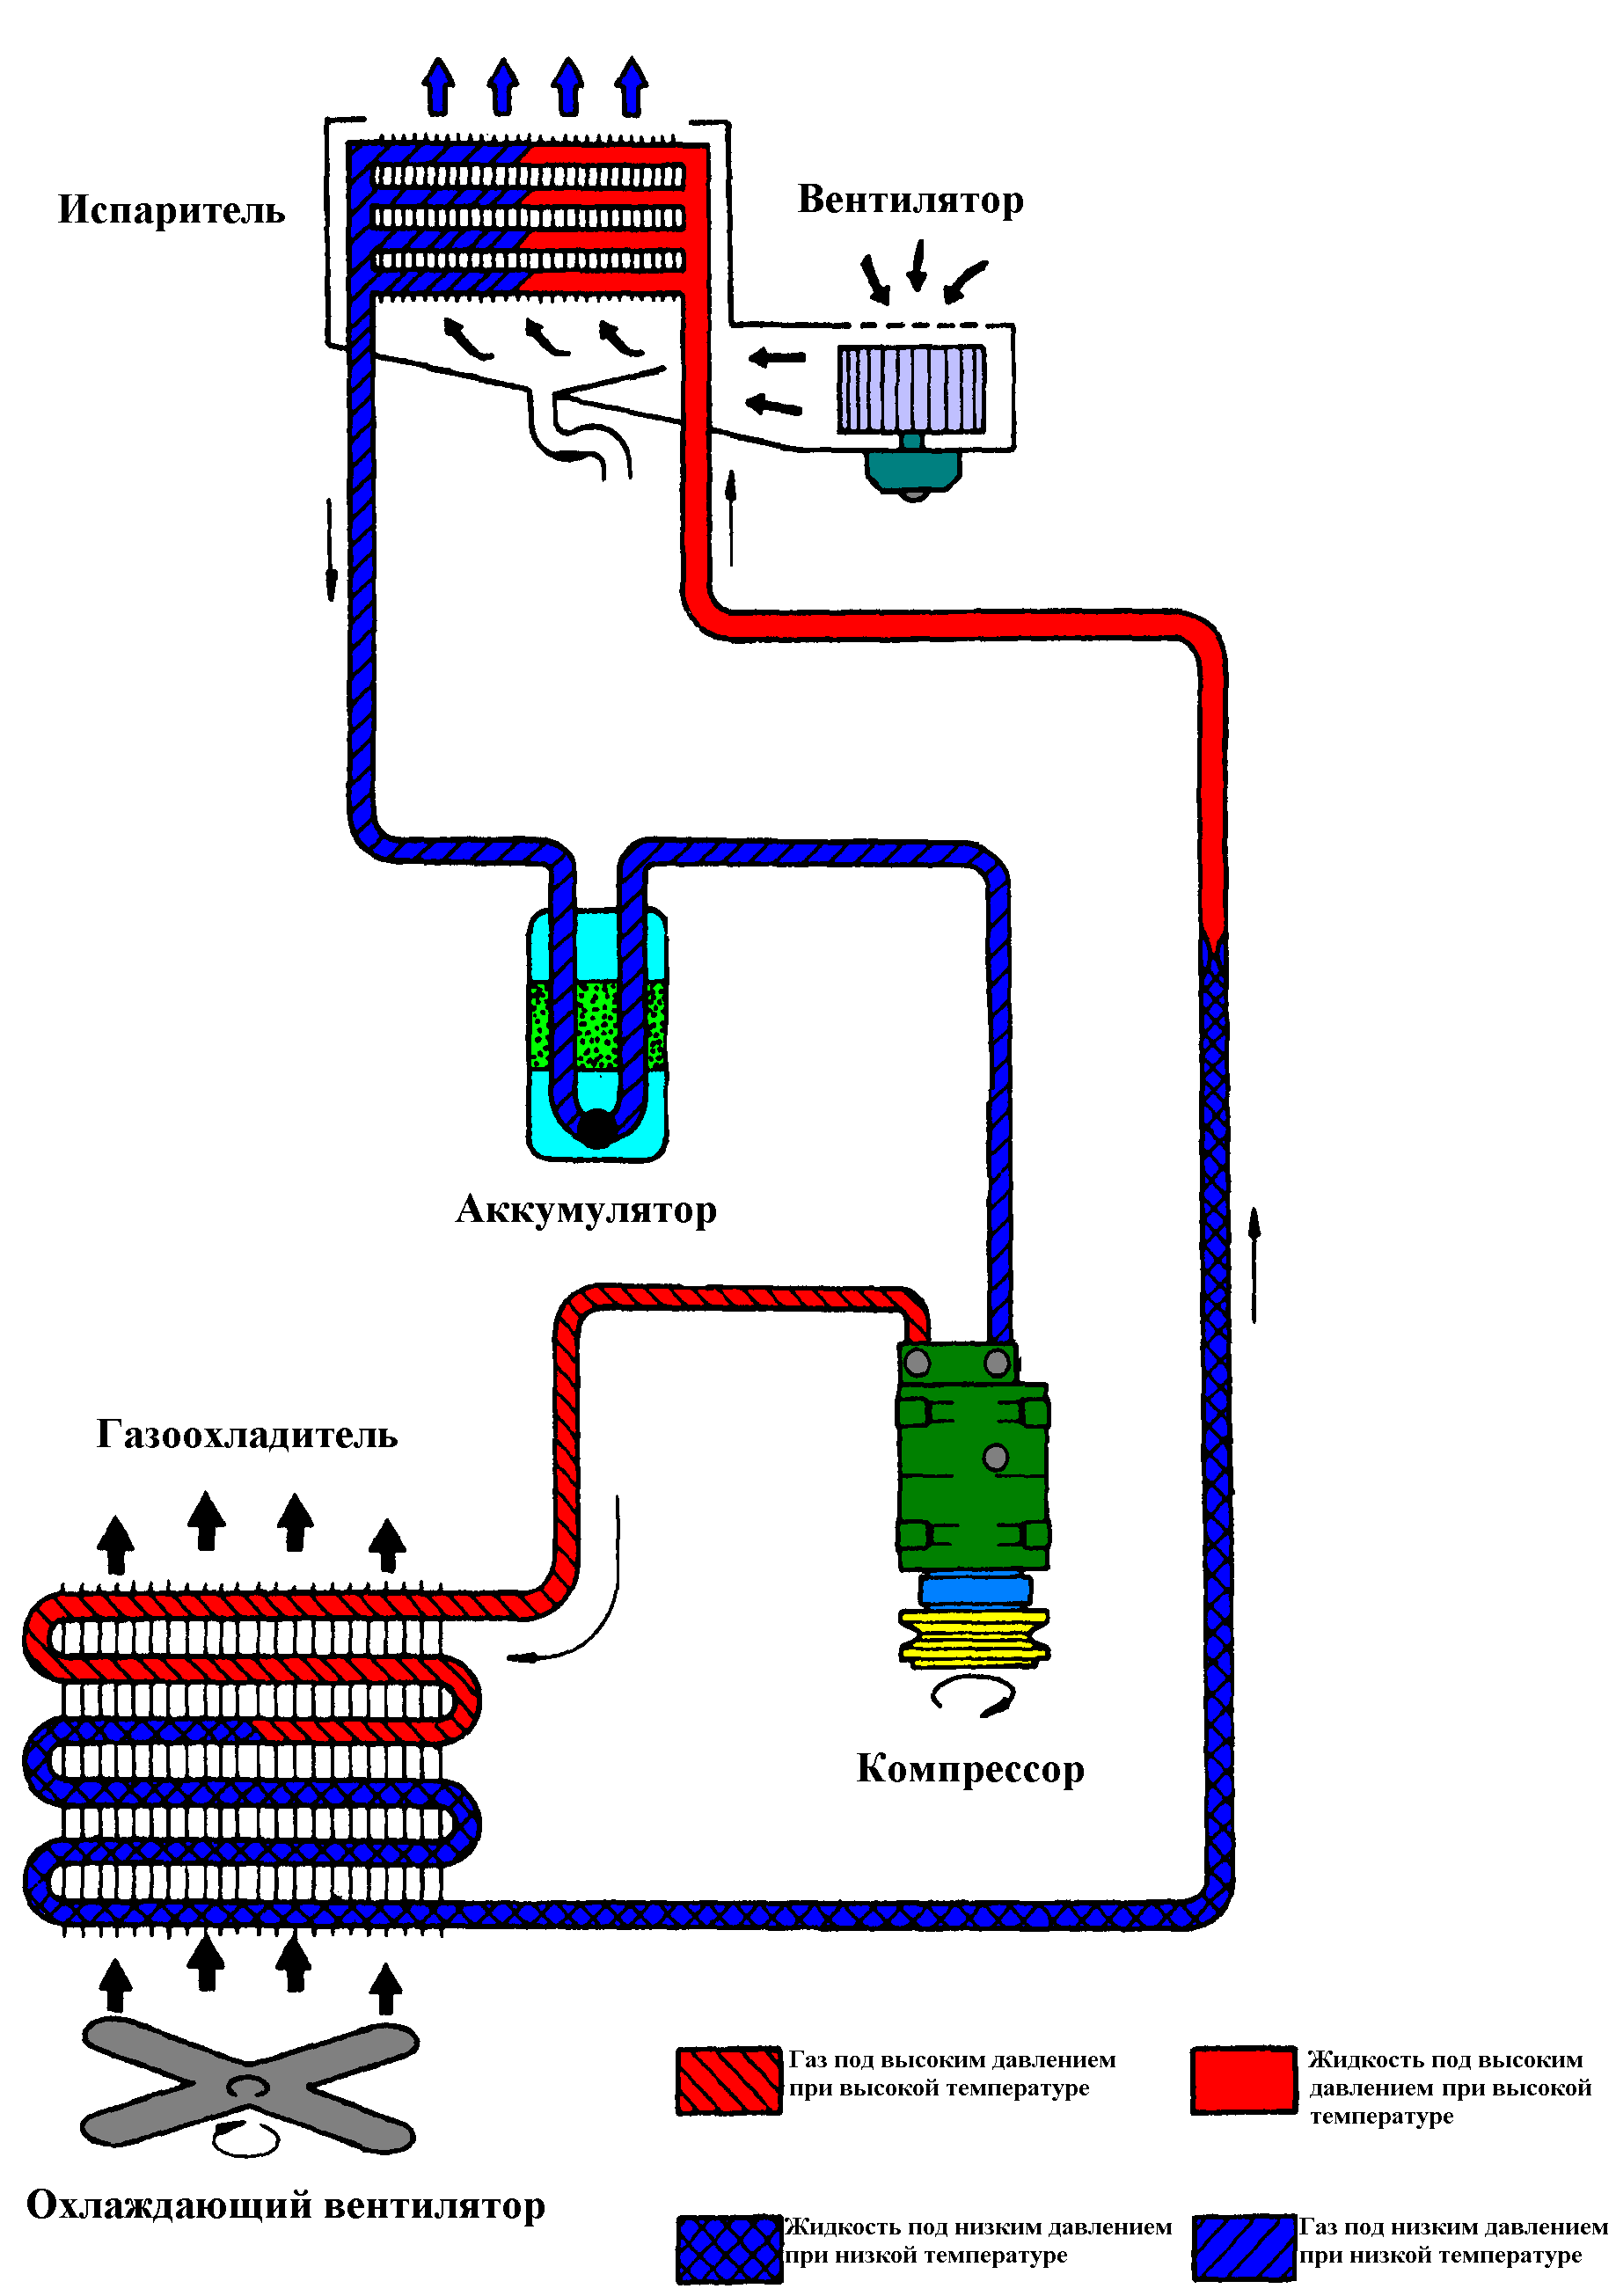 Испаритель
Вентилятор
Аккумулятор
Газоохладитель
Компрессор
Охлаждающий вентилятор
Газ под высоким давлением
при высокой температуре
Жидкость под высоким
давлением при высокой
температуре
Жидкость под низким давлением
при низкой температуре
Газ под низким давлением
при низкой температуре